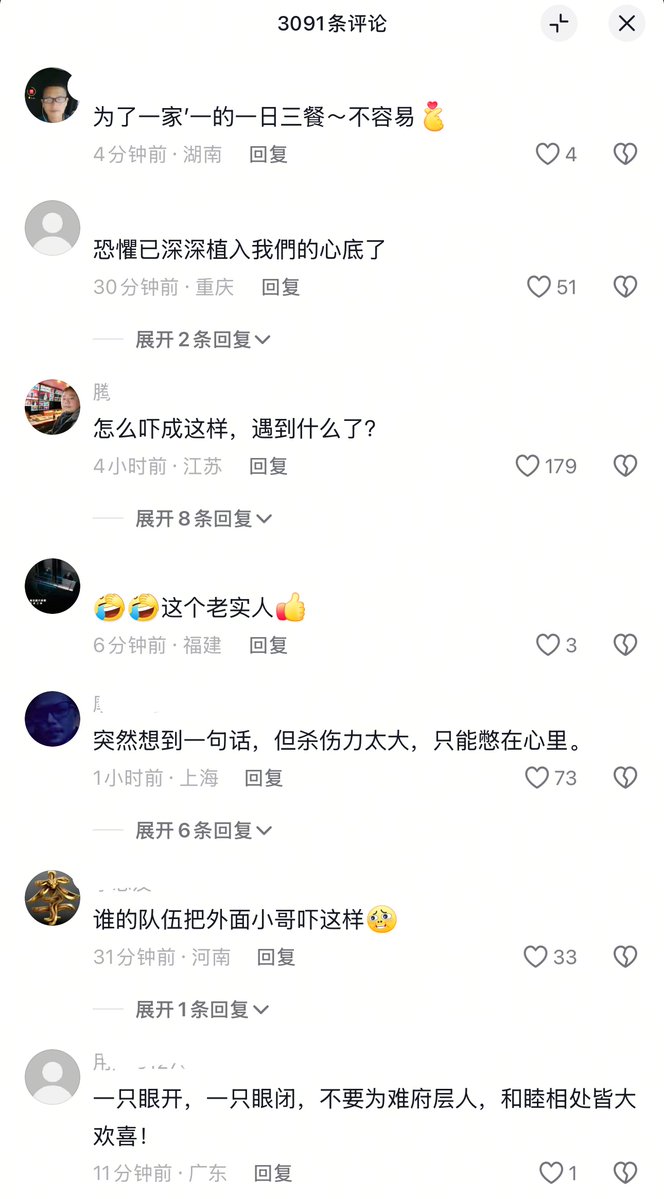 3091条评论
为了一家′一的一日三餐～不容易
4分钟前·湖南 回复 4
恐懼已深深植入我們的心底了
30分钟前·重庆 回复 51
展开2条回复
腾
怎么吓成这样，遇到什么了？
4小时前·江苏 回复 179
展开8条回复
🤣🤣这个老实人👍
6分钟前·福建 回复 3
突然想到一句话，但杀伤力太大，只能憋在心里。
1小时前·上海 回复 73
展开6条回复
谁的队伍把外面小哥吓这样
31分钟前·河南 回复 33
展开1条回复
一只眼开，一只眼闭，不要为难府层人，和睦相处皆大
欢喜！
11分钟前·广东 回复 1